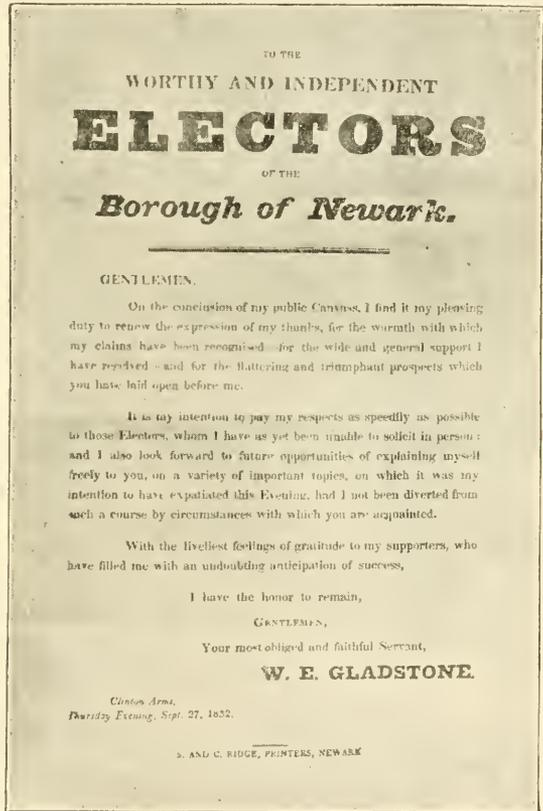 TO THE
WORTHY AND INDEPENDENT
ELECTORS
OF THE
Borough of Newark.
GENTLEMEN,
On the conclusion of my public Canvass, I find it my pleasing
duty to renew the expression of my thanks, for the warmth with which
my claims have been recognised—for the wide and general support I
have received—and for the flattering and triumphant prospects which
you have laid open before me.
It is my intention to pay my respects as speedily as possible
to those Electors, whom I have as yet been unable to solicit in person:
and I also look forward to future opportunities of explaining myself
freely to you, on a variety of important topics, on which it was my
intention to have expatiated this Evening, had I not been diverted from
such a course by circumstances with which you are acquainted.
With the liveliest feelings of gratitude to my supporters, who
have filled me with an undoubting anticipation of success,
I have the honor to remain,
GENTLEMEN,
Your most obliged and faithful Servant,
W. E. GLADSTONE.
Clinton Arms,
Thursday Evening, Sept. 27, 1832.
S. AND C. RIDGE, PRINTERS, NEWARK